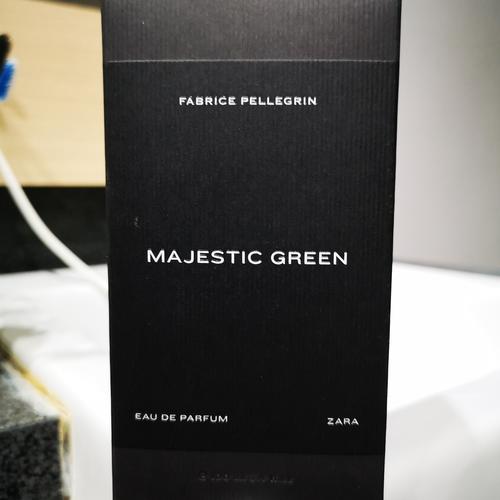 FABRICE PELLEGRIN
MAJESTIC GREEN
EAU DE PARFUM
ZARA